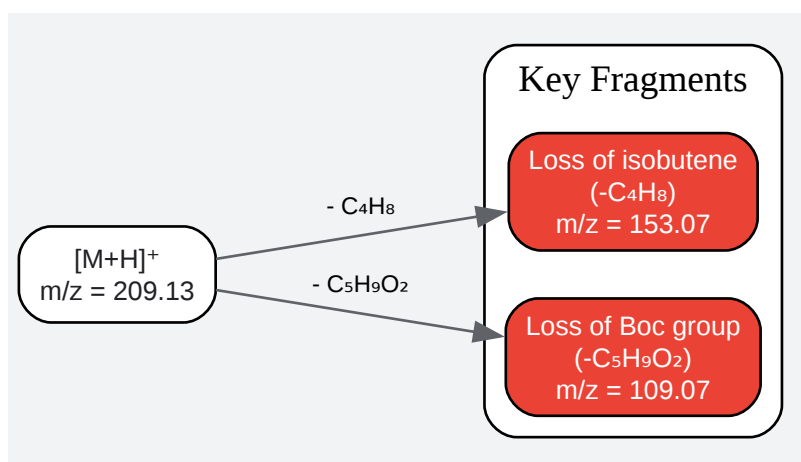 Key Fragments
Loss of isobutene
(-C₄H₈)
m/z = 153.07
- C₄H₈
[M+H]⁺
m/z = 209.13
- C₅H₉O₂
Loss of Boc group
(-C₅H₉O₂)
m/z = 109.07